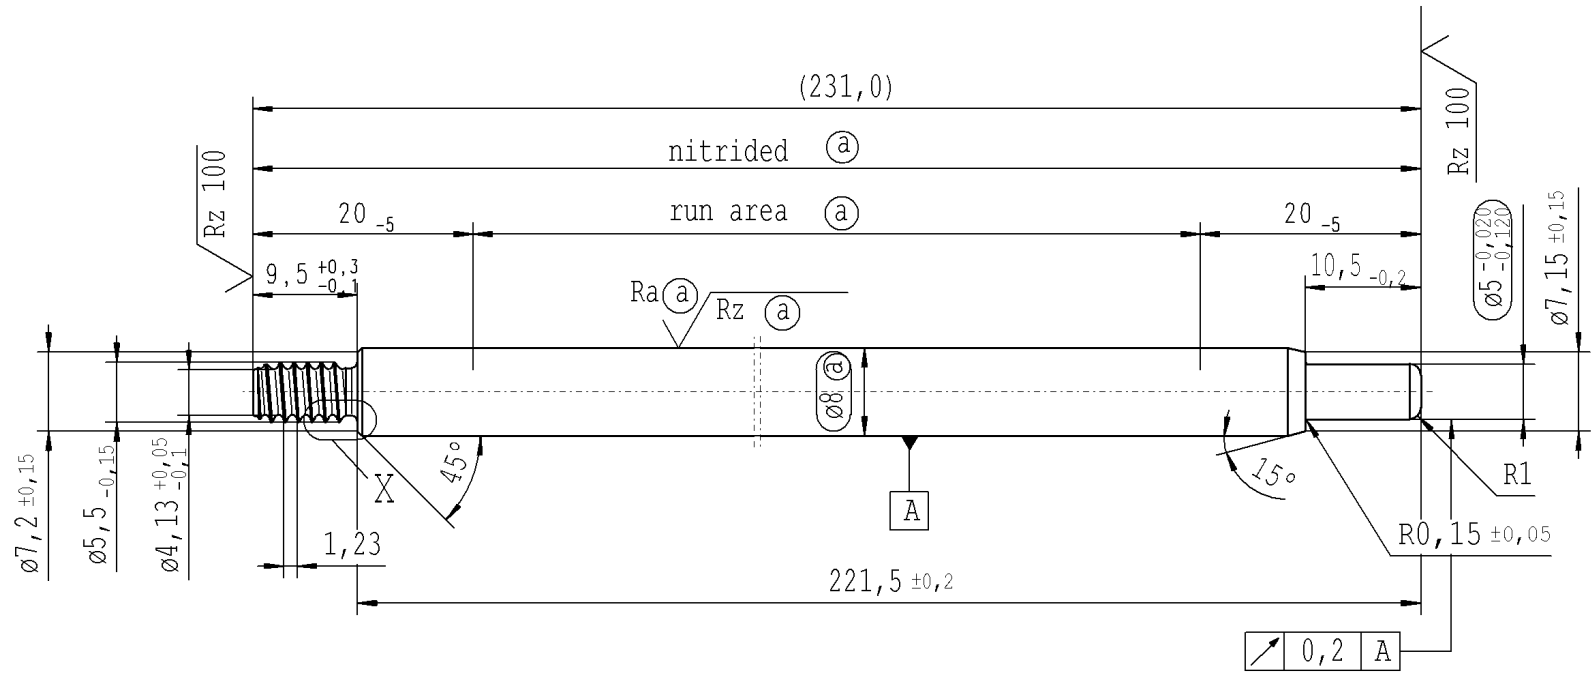 (231,0)
nitrided a
20 -5
run area a
20 -5
Rz 100
Rz 100
9,5 +0,3 -0,1
10,5 -0,2
Ra a
Rz a
ø5 -0,020 -0,120
ø7,15 ±0,15
ø8 a
ø7,2 ±0,15
ø5,5 -0,15
ø4,13 +0,05 -0,1
X
45°
15°
A
R1
1,23
R0,15 ±0,05
221,5 ±0,2
0,2 A